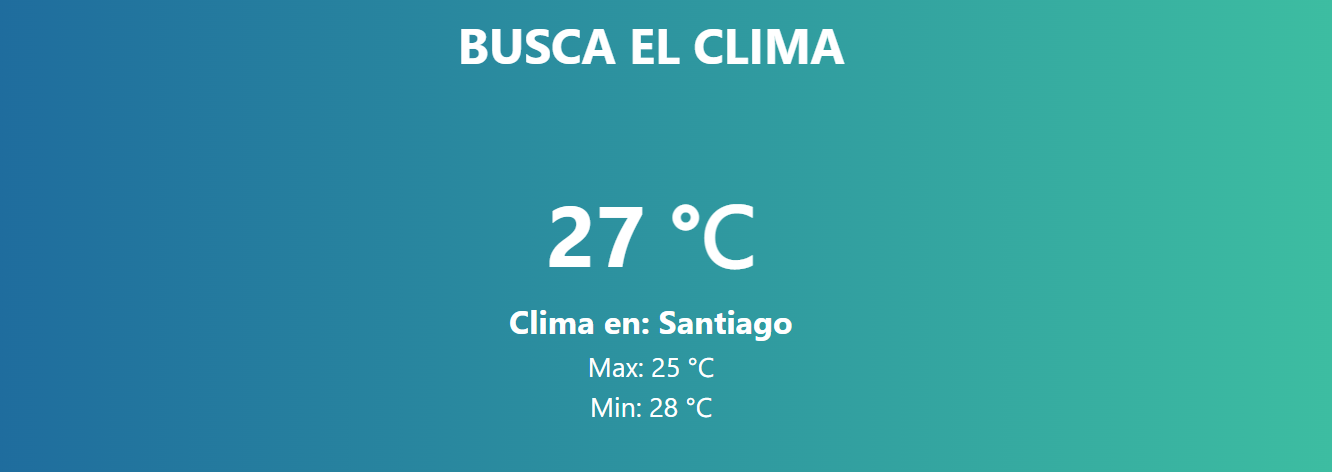 BUSCA EL CLIMA
27 °C
Clima en: Santiago
Max: 25 °C
Min: 28 °C